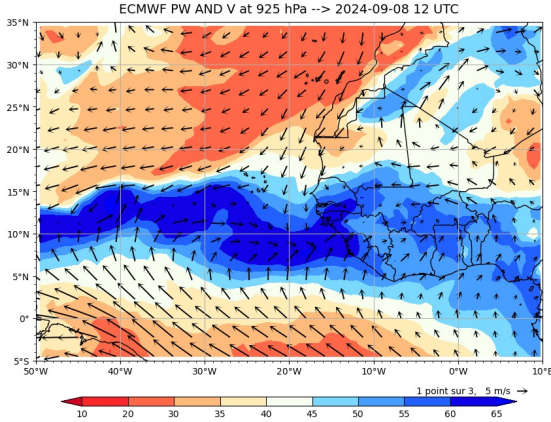 ECMWF PW AND V at 925 hPa --> 2024-09-08 12 UTC
35°N
30°N
25°N
20°N
15°N
10°N
5°N
0°
5°S
50°W 40°W 30°W 20°W 10°W 0°W 10°E
1 point sur 3, 5 m/s
10 20 30 35 40 45 50 55 60 65